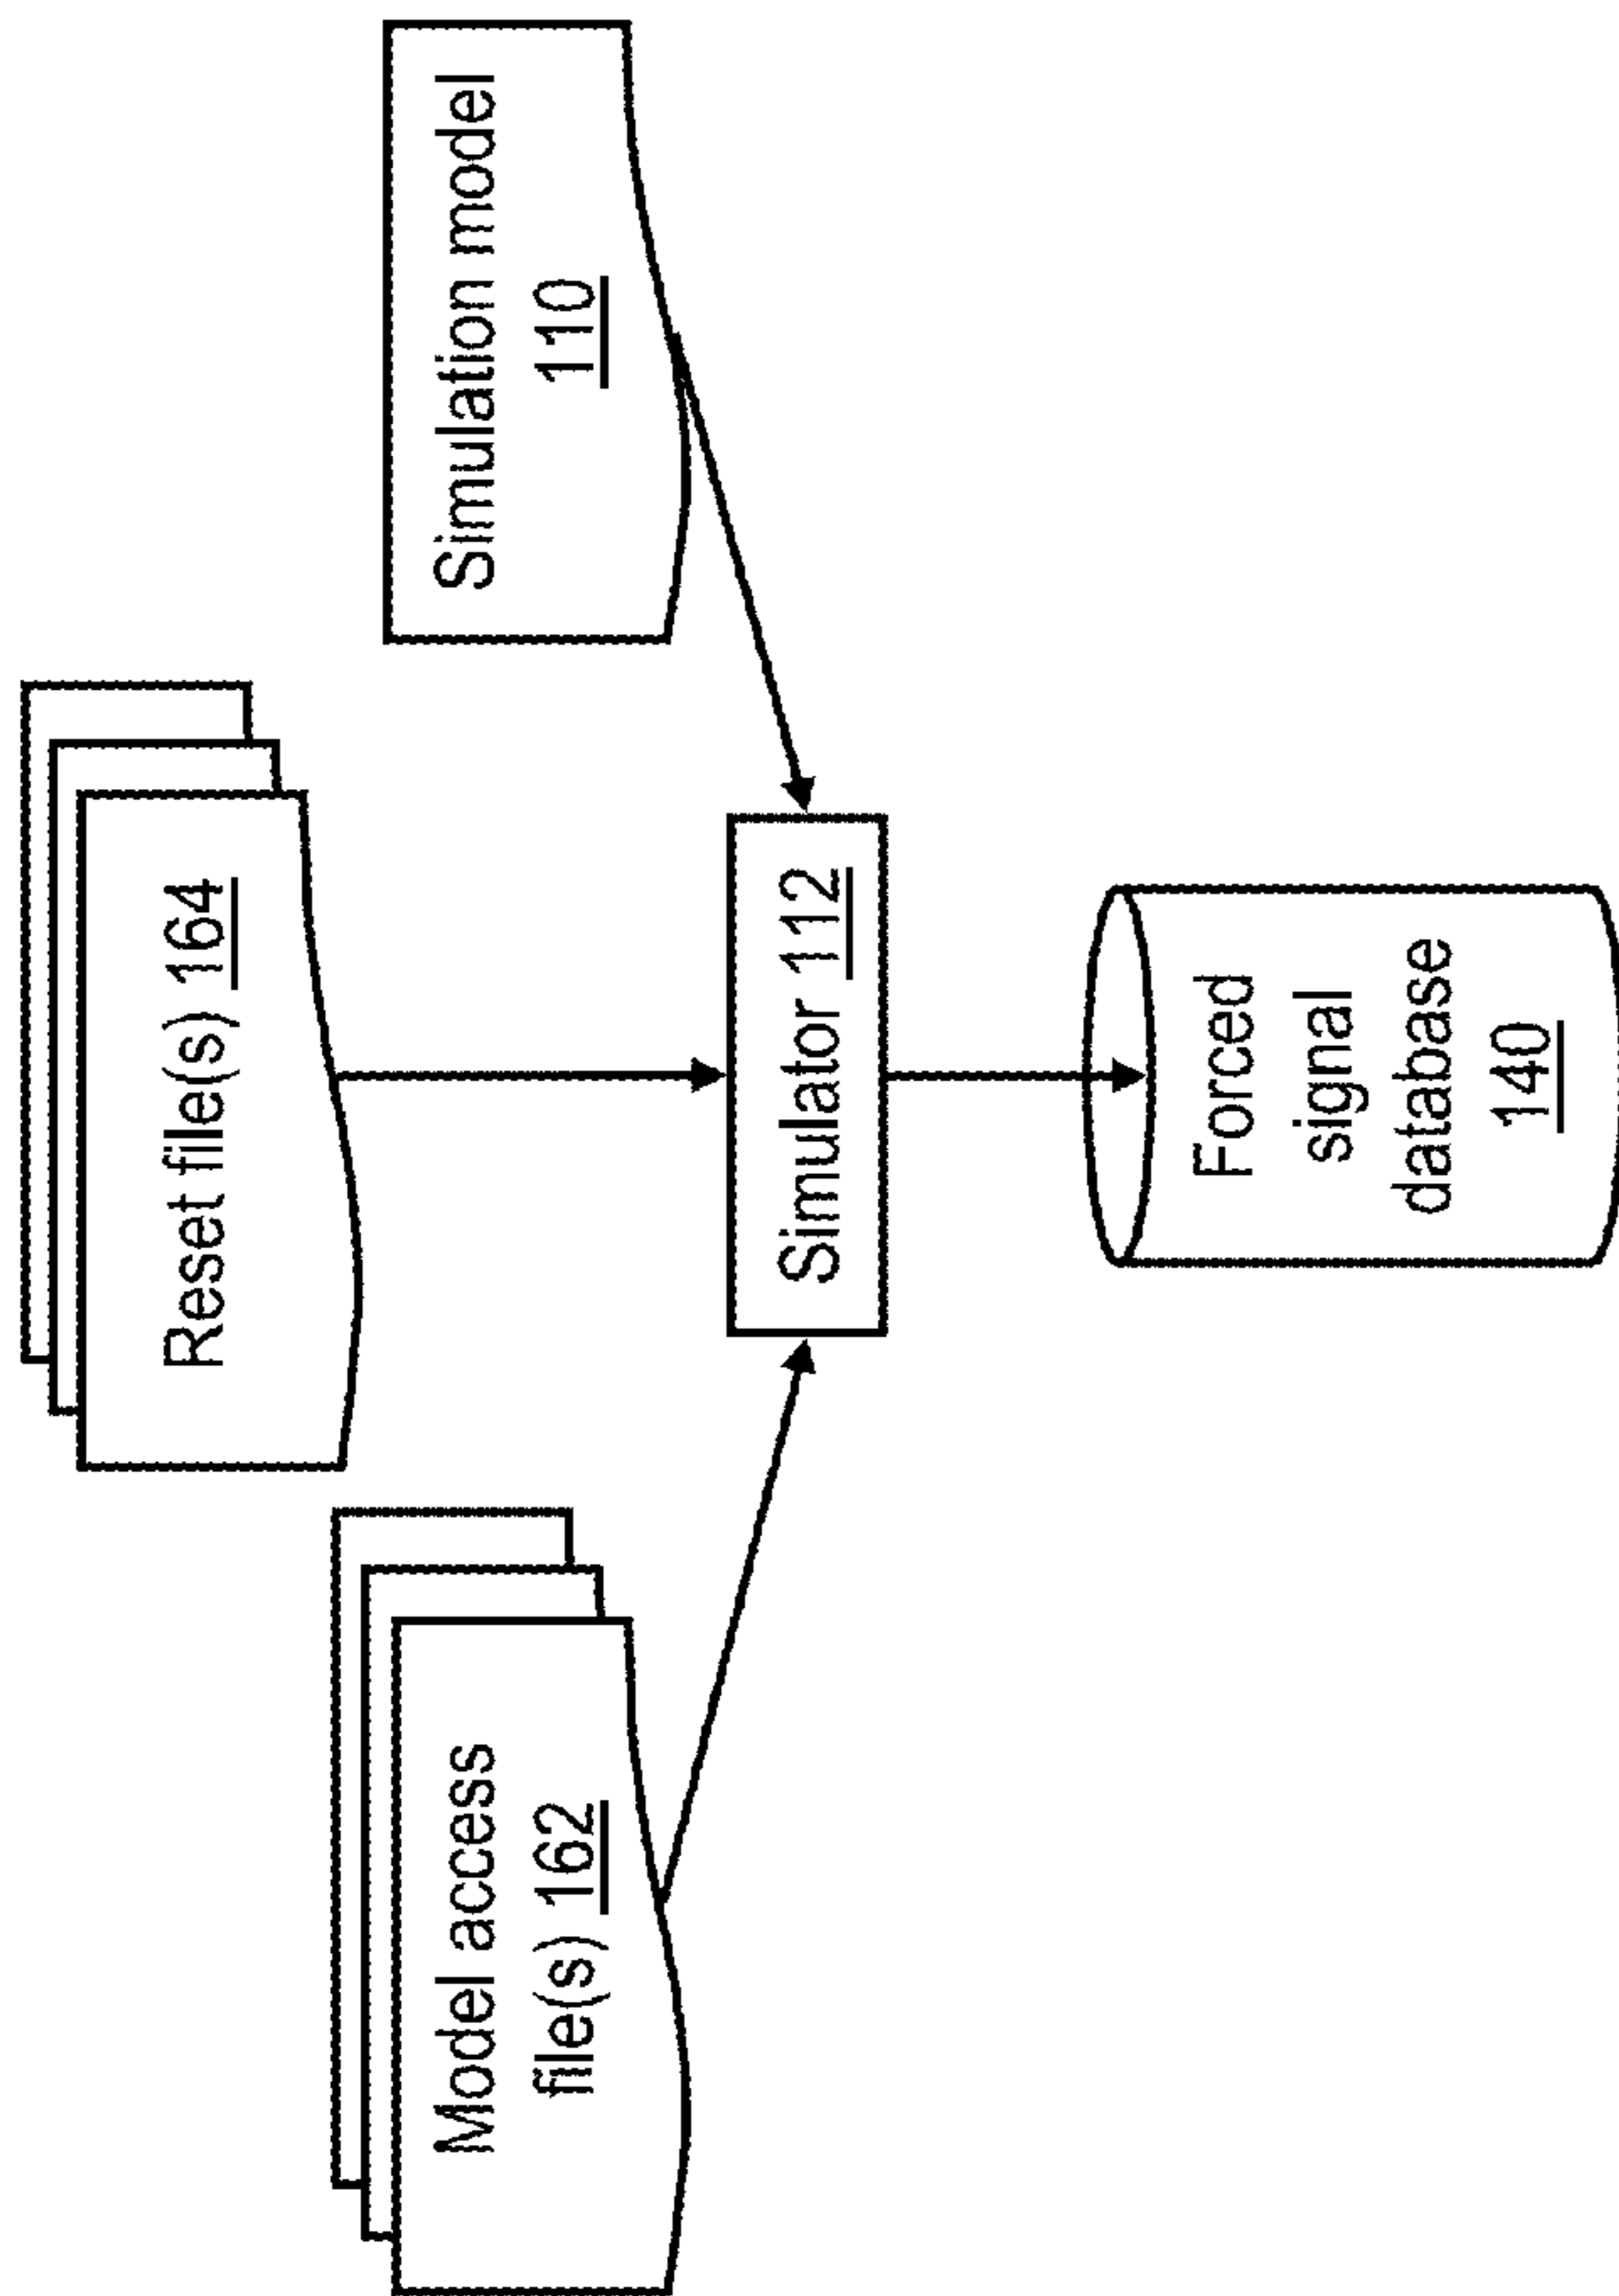 Reset file(s) 164
Model access
file(s) 162
Simulation model
110
Simulator 112
Forced
signal
database
140